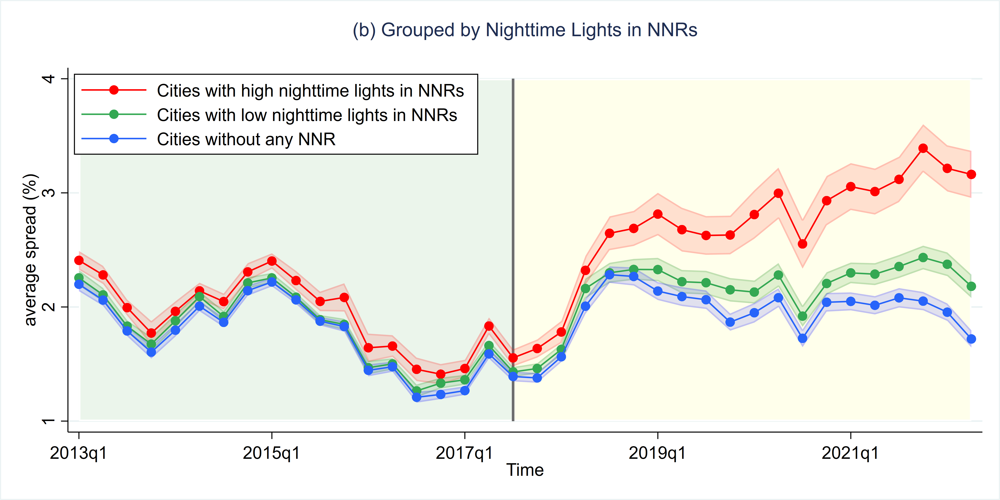 (b) Grouped by Nighttime Lights in NNRs
Cities with high nighttime lights in NNRs
Cities with low nighttime lights in NNRs
Cities without any NNR
average spread (%)
4
3
2
1
2013q1
2015q1
2017q1
2019q1
2021q1
Time